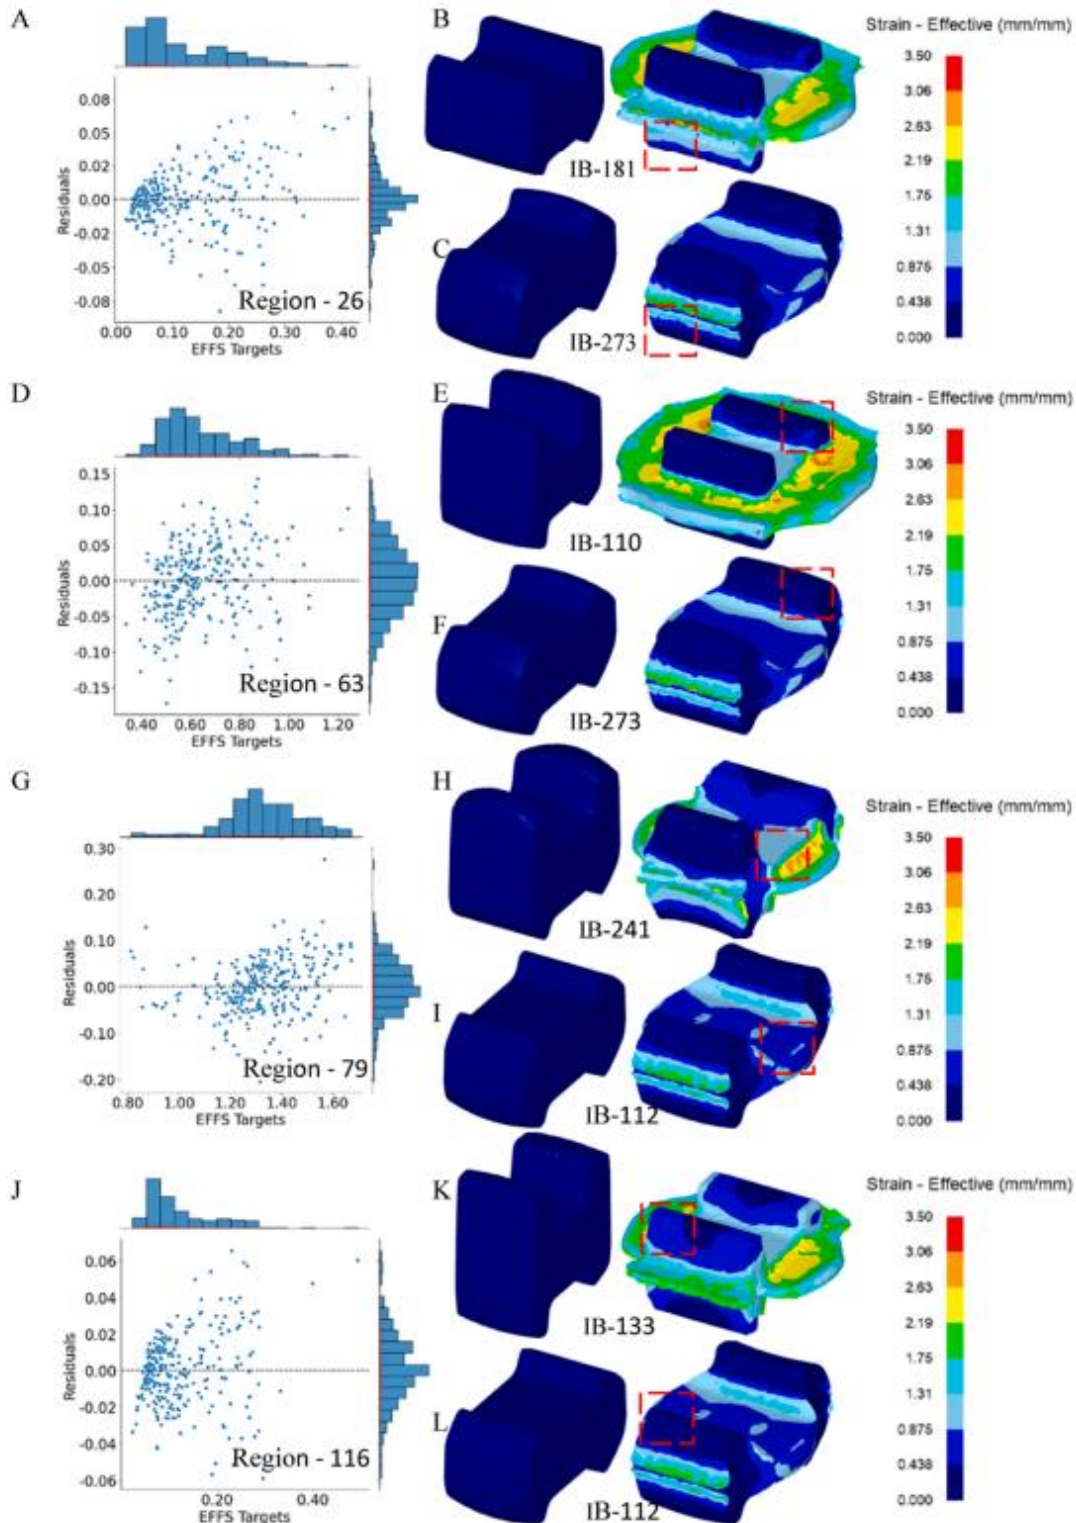 A
0.08
0.05
0.02
0.00
-0.02
-0.05
-0.08
Residuals
Region - 26
0.00 0.10 0.20 0.30 0.40
EFFS Targets
B
IB-181
C
IB-273
Strain - Effective (mm/mm)
3.50
3.06
2.63
2.19
1.75
1.31
0.875
0.438
0.000
D
0.15
0.10
0.05
0.00
-0.05
-0.10
-0.15
Residuals
Region - 63
0.40 0.60 0.80 1.00 1.20
EFFS Targets
E
IB-110
F
IB-273
Strain - Effective (mm/mm)
3.50
3.06
2.63
2.19
1.75
1.31
0.875
0.438
0.000
G
0.30
0.20
0.10
0.00
-0.10
-0.20
Residuals
Region - 79
0.80 1.00 1.20 1.40 1.60
EFFS Targets
H
IB-241
I
IB-112
Strain - Effective (mm/mm)
3.50
3.06
2.63
2.19
1.75
1.31
0.875
0.438
0.000
J
0.06
0.04
0.02
0.00
-0.02
-0.04
-0.06
Residuals
Region - 116
0.20 0.40
EFFS Targets
K
IB-133
L
IB-112
Strain - Effective (mm/mm)
3.50
3.06
2.63
2.19
1.75
1.31
0.875
0.438
0.000